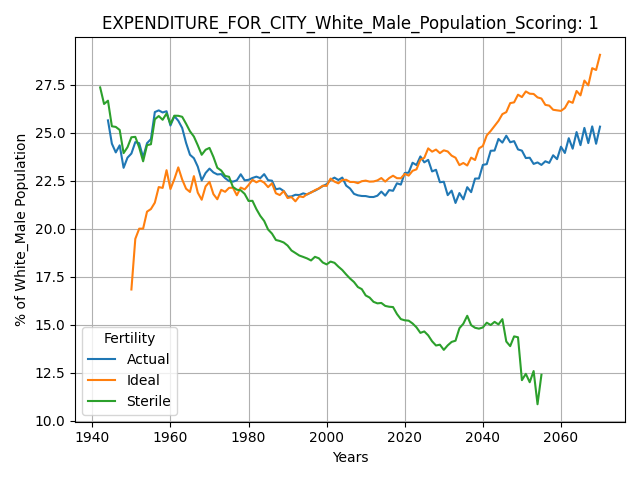 EXPENDITURE_FOR_CITY_White_Male_Population_Scoring: 1
% of White_Male Population
27.5
25.0
22.5
20.0
17.5
15.0
12.5
10.0
Fertility
Actual
Ideal
Sterile
1940 1960 1980 2000 2020 2040 2060
Years